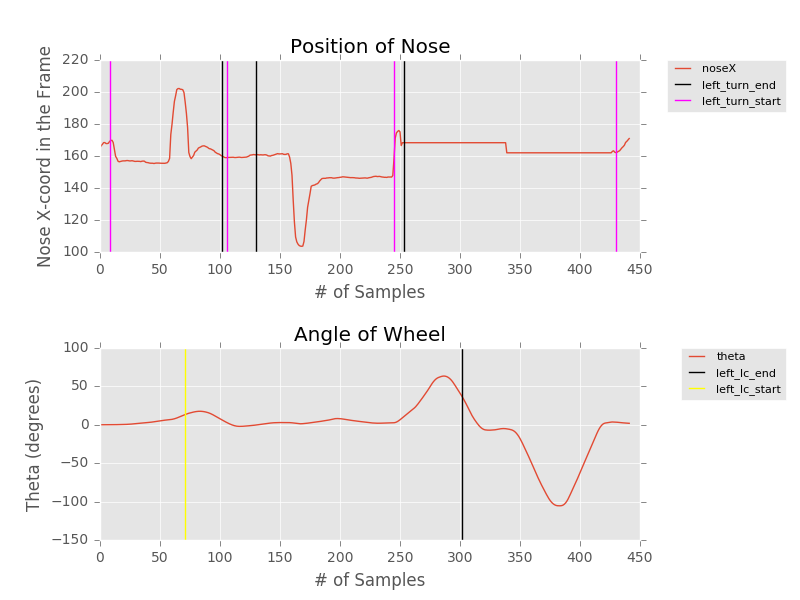 Position of Nose
Nose X-coord in the Frame
220
200
180
160
140
120
100
0 50 100 150 200 250 300 350 400 450
# of Samples
noseX
left_turn_end
left_turn_start
Angle of Wheel
Theta (degrees)
100
50
0
−50
−100
−150
0 50 100 150 200 250 300 350 400 450
# of Samples
theta
left_lc_end
left_lc_start